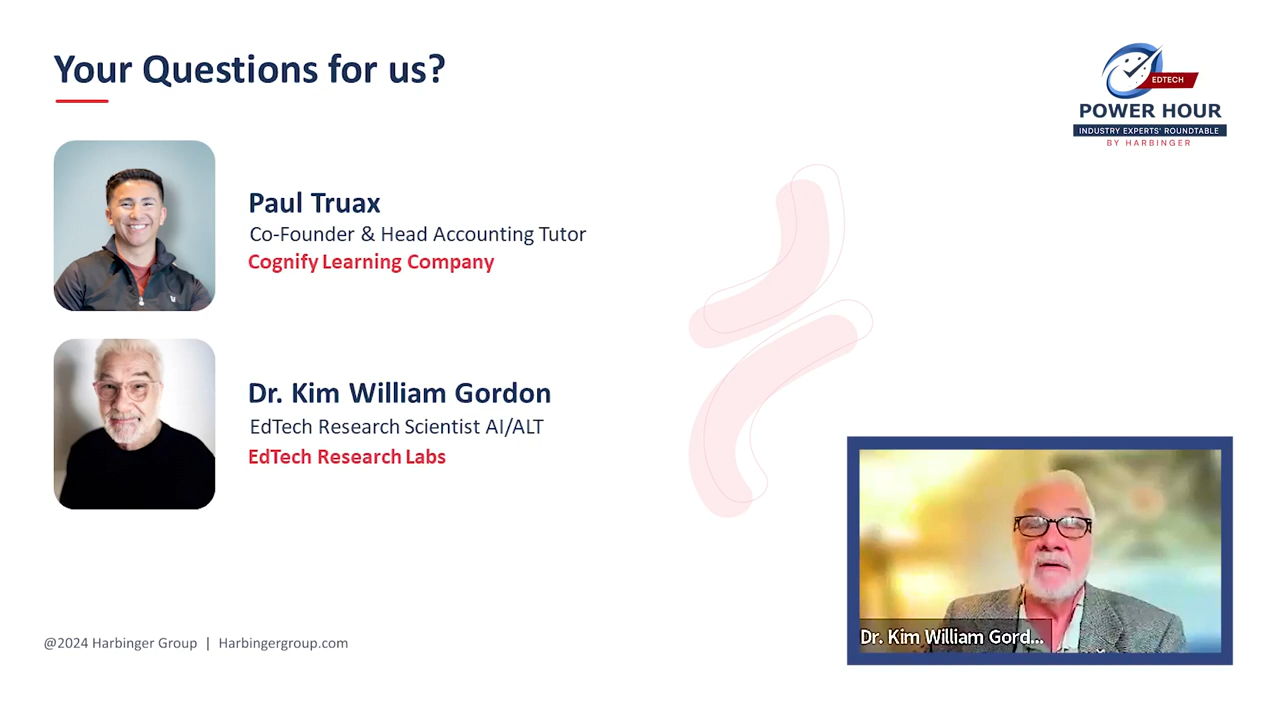 Your Questions for us?
EDTECH
POWER HOUR
INDUSTRY EXPERTS' ROUNDTABLE
BY HARBINGER
Paul Truax
Co-Founder & Head Accounting Tutor
Cognify Learning Company
Dr. Kim William Gordon
EdTech Research Scientist AI/ALT
EdTech Research Labs
Dr. Kim William Gord...
@2024 Harbinger Group | Harbingergroup.com